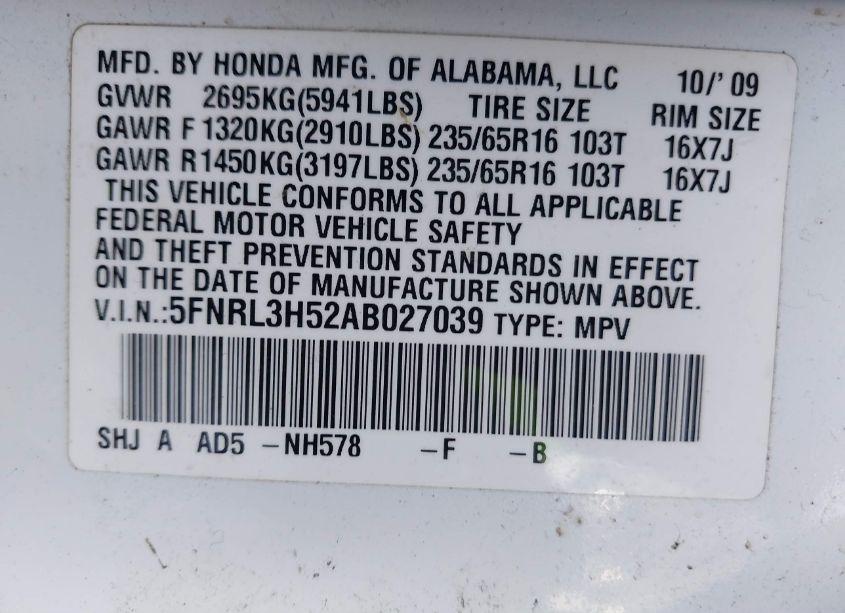 MFD. BY HONDA MFG. OF ALABAMA, LLC 10/' 09
GVWR 2695KG(5941LBS) TIRE SIZE RIM SIZE
GAWR F 1320KG(2910LBS) 235/65R16 103T 16X7J
GAWR R1450KG(3197LBS) 235/65R16 103T 16X7J
THIS VEHICLE CONFORMS TO ALL APPLICABLE
FEDERAL MOTOR VEHICLE SAFETY
AND THEFT PREVENTION STANDARDS IN EFFECT
ON THE DATE OF MANUFACTURE SHOWN ABOVE.
V.I.N.:5FNRL3H52AB027039 TYPE: MPV
SHJ A AD5 -NH578 -F -B